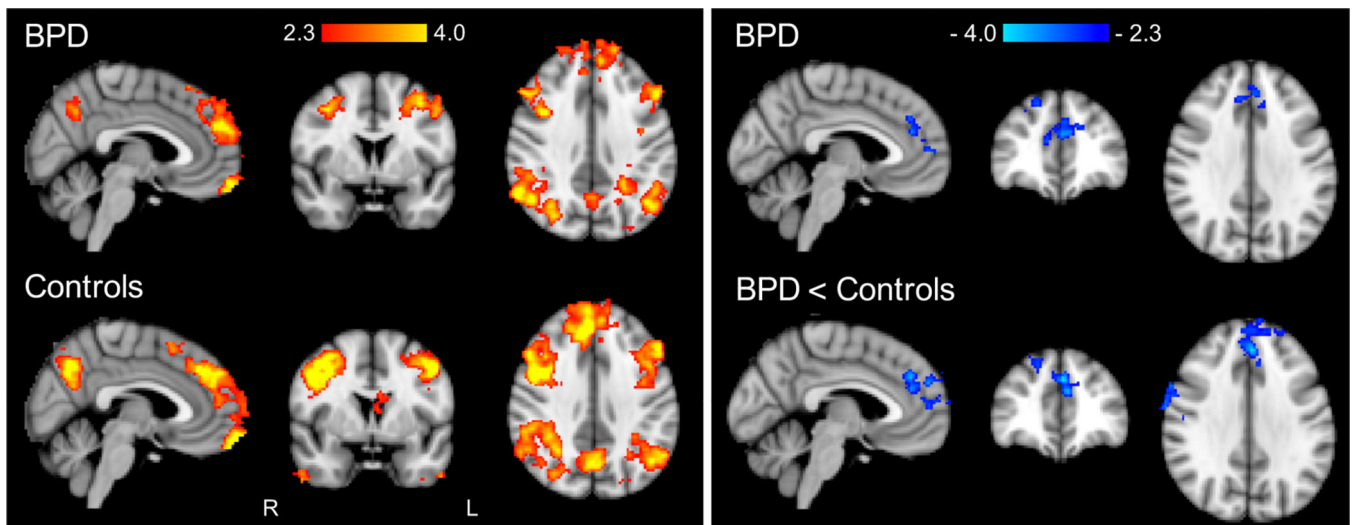 BPD
2.3 4.0
Controls
R L
BPD
- 4.0 - 2.3
BPD < Controls